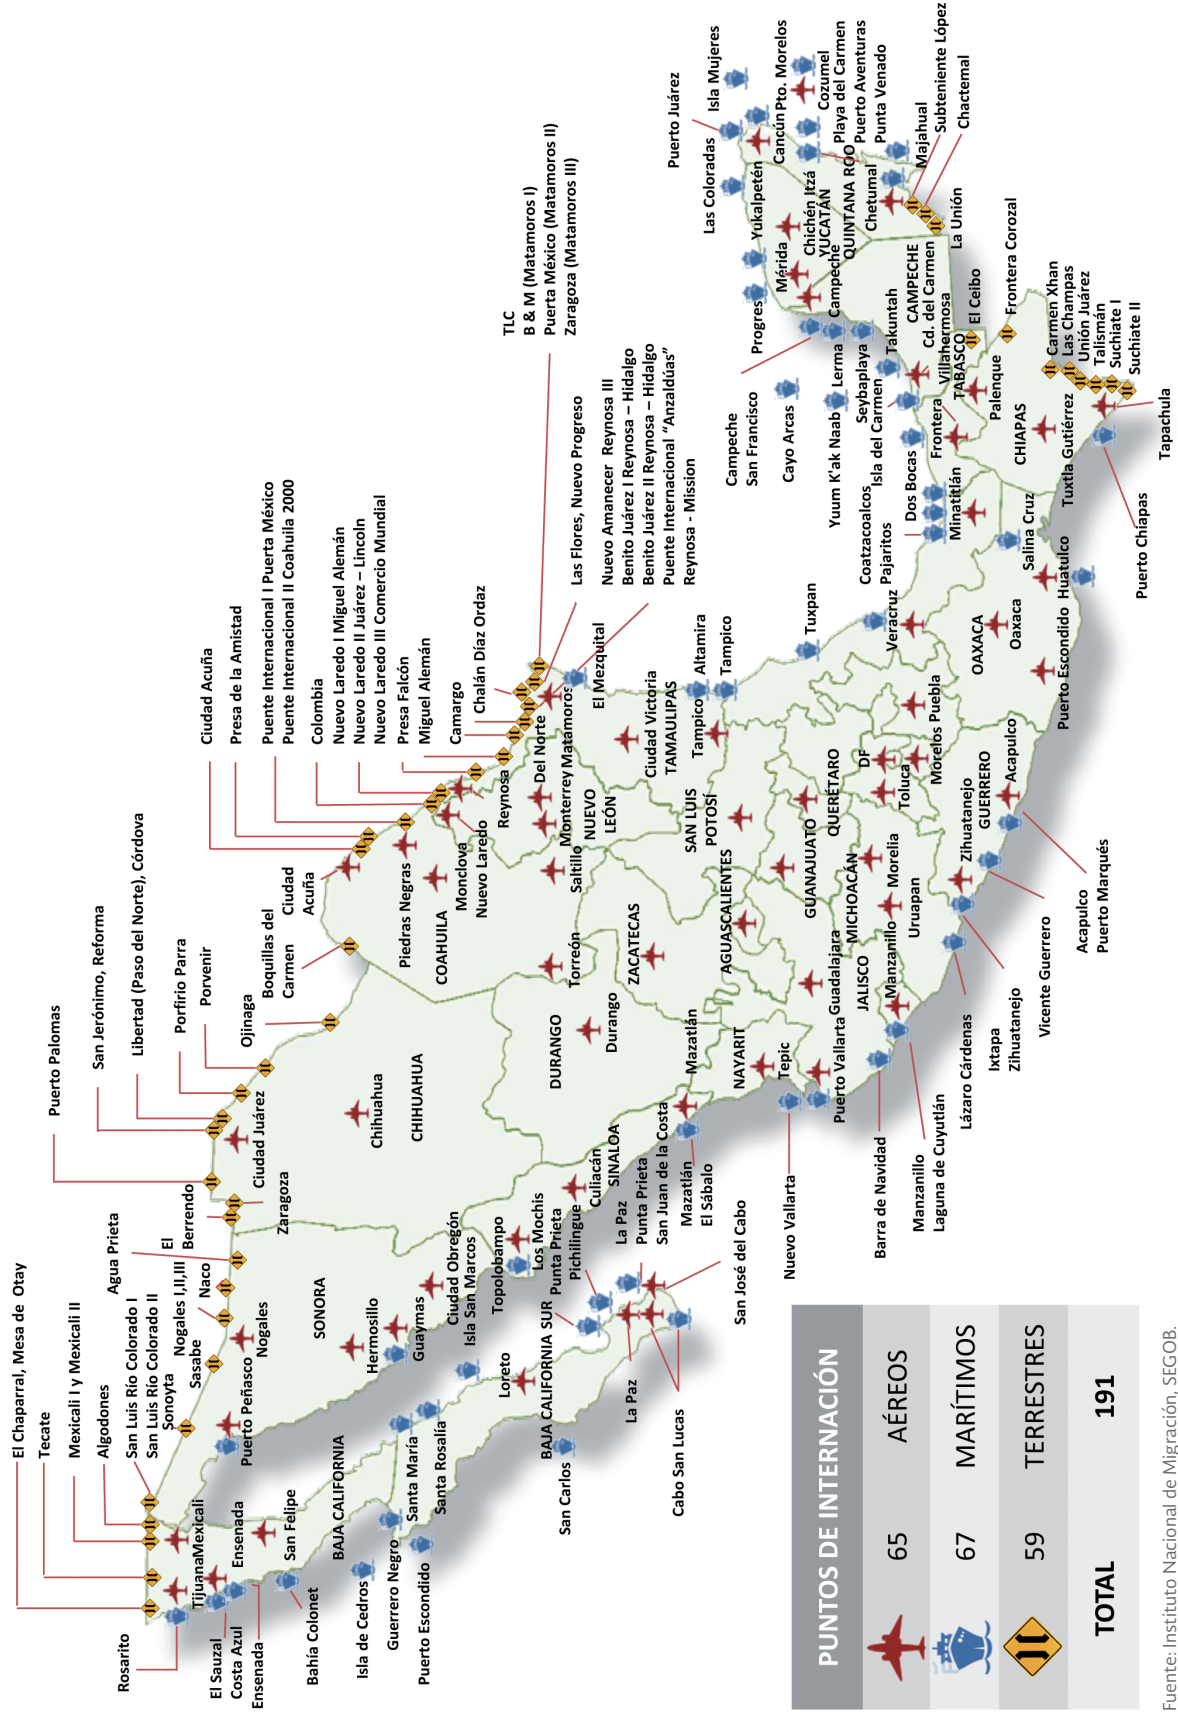 El Chaparral, Mesa de Otay
Tecate
Mexicali I y Mexicali II
Algodones
San Luis Río Colorado I
San Luis Río Colorado II
Sonoyta
Sasabe
Nogales I,II,III
Naco
Agua Prieta
El
Berrendo
Zaragoza
Puerto Palomas
San Jerónimo, Reforma
Libertad (Paso del Norte), Córdova
Porfirio Parra
Porvenir
Ojinaga
Boquillas del
Carmen
Ciudad
Acuña
Ciudad Acuña
Presa de la Amistad
Puente Internacional I Puerta México
Puente Internacional II Coahuila 2000
Colombia
Nuevo Laredo I Miguel Alemán
Nuevo Laredo II Juárez – Lincoln
Nuevo Laredo III Comercio Mundial
Presa Falcón
Miguel Alemán
Camargo
Chalán Díaz Ordaz
TLC
B & M (Matamoros I)
Puerta México (Matamoros II)
Zaragoza (Matamoros III)
Las Flores, Nuevo Progreso
Nuevo Amanecer Reynosa III
Benito Juárez I Reynosa – Hidalgo
Benito Juárez II Reynosa – Hidalgo
Puente Internacional “Anzaldúas”
Reynosa - Mission
Rosarito
Tijuana
Mexicali
El Sauzal
Costa Azul
Ensenada
Ensenada
San Felipe
Bahía Colonet
BAJA CALIFORNIA
Isla de Cedros
Guerrero Negro
Puerto Escondido
Santa María
Santa Rosalía
Puerto Peñasco
Nogales
SONORA
Hermosillo
Guaymas
Ciudad Obregón
Isla San Marcos
Loreto
BAJA CALIFORNIA SUR
San Carlos
La Paz
Cabo San Lucas
San José del Cabo
Topolobampo
Los Mochis
Punta Prieta
Pichilingue
La Paz
Punta Prieta
San Juan de la Costa
Culiacán
SINALOA
Mazatlán
El Sábalo
Mazatlán
Ciudad Juárez
Chihuahua
CHIHUAHUA
Piedras Negras
COAHUILA
Monclova
Nuevo Laredo
Reynosa
Del Norte
Monterrey
Matamoros
El Mezquital
NUEVO
LEÓN
Saltillo
Torreón
DURANGO
Durango
ZACATECAS
Ciudad Victoria
TAMAULIPAS
Tampico
Altamira
Tampico
SAN LUIS
POTOSÍ
AGUASCALIENTES
NAYARIT
Tepic
Nuevo Vallarta
Puerto Vallarta
Guadalajara
JALISCO
Barra de Navidad
Manzanillo
Manzanillo
Laguna de Cuyutlán
GUANAJUATO
QUERÉTARO
MICHOACÁN
Morelia
Uruapan
Lázaro Cárdenas
Ixtapa
Zihuatanejo
Vicente Guerrero
Zihuatanejo
GUERRERO
Acapulco
Acapulco
Puerto Marqués
DF
Toluca
Morelos
Puebla
Tuxpan
Veracruz
OAXACA
Oaxaca
Puerto Escondido
Huatulco
Salina Cruz
Coatzacoalcos
Pajaritos
Minatitlán
Dos Bocas
Frontera
Villahermosa
TABASCO
Palenque
CHIAPAS
Tuxtla Gutiérrez
Puerto Chiapas
Tapachula
El Ceibo
Frontera Corozal
Carmen Xhan
Las Champas
Unión Juárez
Talismán
Suchiate I
Suchiate II
Campeche
San Francisco
Cayo Arcas
Yuum K'ak Naab
Lerma
Seybaplaya
Isla del Carmen
Takuntah
CAMPECHE
Cd. del Carmen
Campeche
Progres
Mérida
Yukalpetén
Chichén Itzá
YUCATÁN
QUINTANA ROO
Las Coloradas
Puerto Juárez
Isla Mujeres
Cancún
Pto. Morelos
Cozumel
Playa del Carmen
Puerto Aventuras
Punta Venado
Chetumal
Majahual
Subteniente López
Chactemal
La Unión
PUNTOS DE INTERNACIÓN
65 AÉREOS
67 MARÍTIMOS
59 TERRESTRES
TOTAL 191
Fuente: Instituto Nacional de Migración, SEGOB.